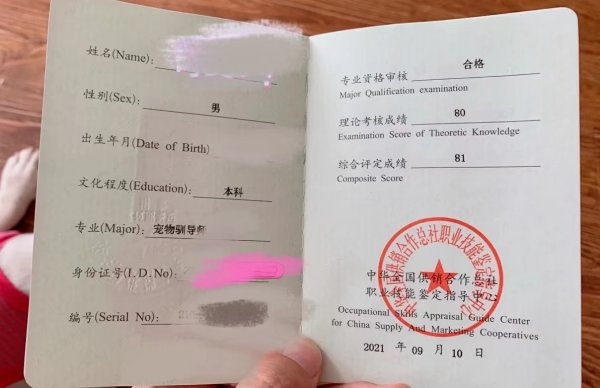 姓名(Name):
性别(Sex): 男
出生年月(Date of Birth)
文化程度(Education): 本科
专业(Major): 宠物驯导师
身份证号(I.D.No):
编号(Serial No):
专业资格审核 合格
Major Qualification examination
理论考核成绩 80
Examination Score of Theoretic Knowledge
综合评定成绩 81
Composite Score
中华全国供销合作总社
职业技能鉴定指导中心
Occupational Skills Appraisal Guide Center
for China Supply And Marketing Cooperatives
2021 年 09 月 10 日